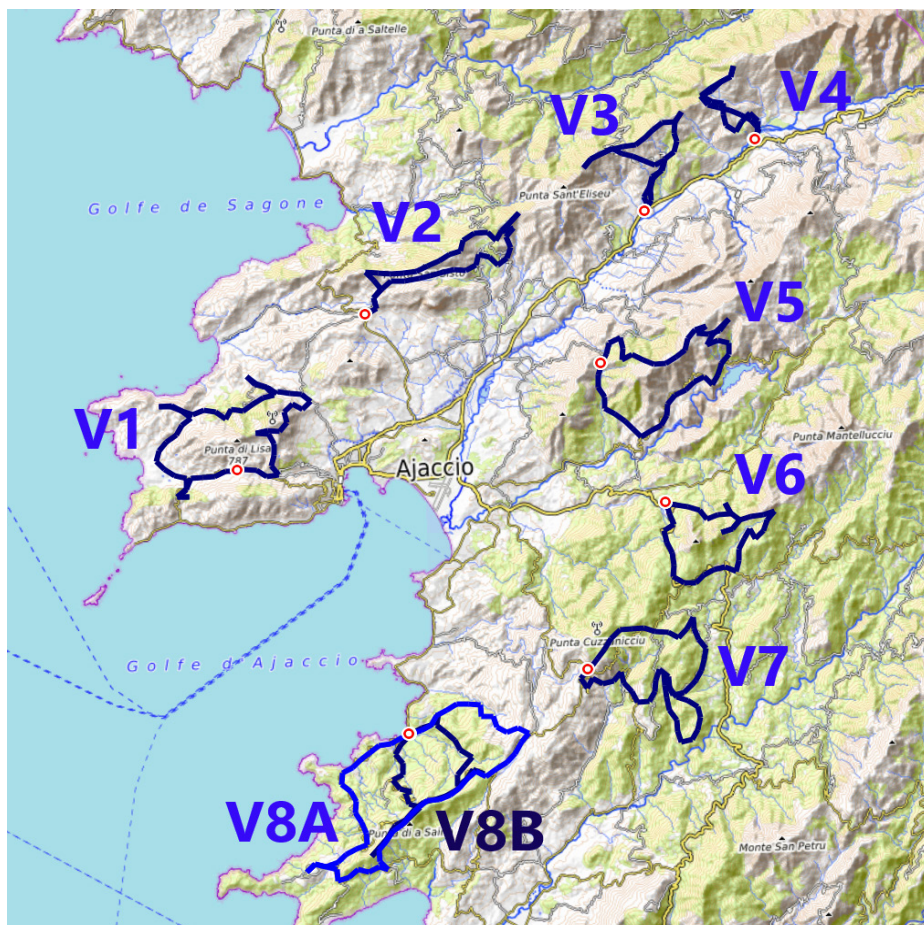 Punta di a Saltelle
V4
V3
Punta Sant'Eliseu
Golfe de Sagone
V2
V5
V1
Punta di Lisa
787
Ajaccio
Punta Mantellucciu
V6
Punta Cuzzanicciu
Golfe d'Ajaccio
V7
V8A
V8B
Monte San Petru